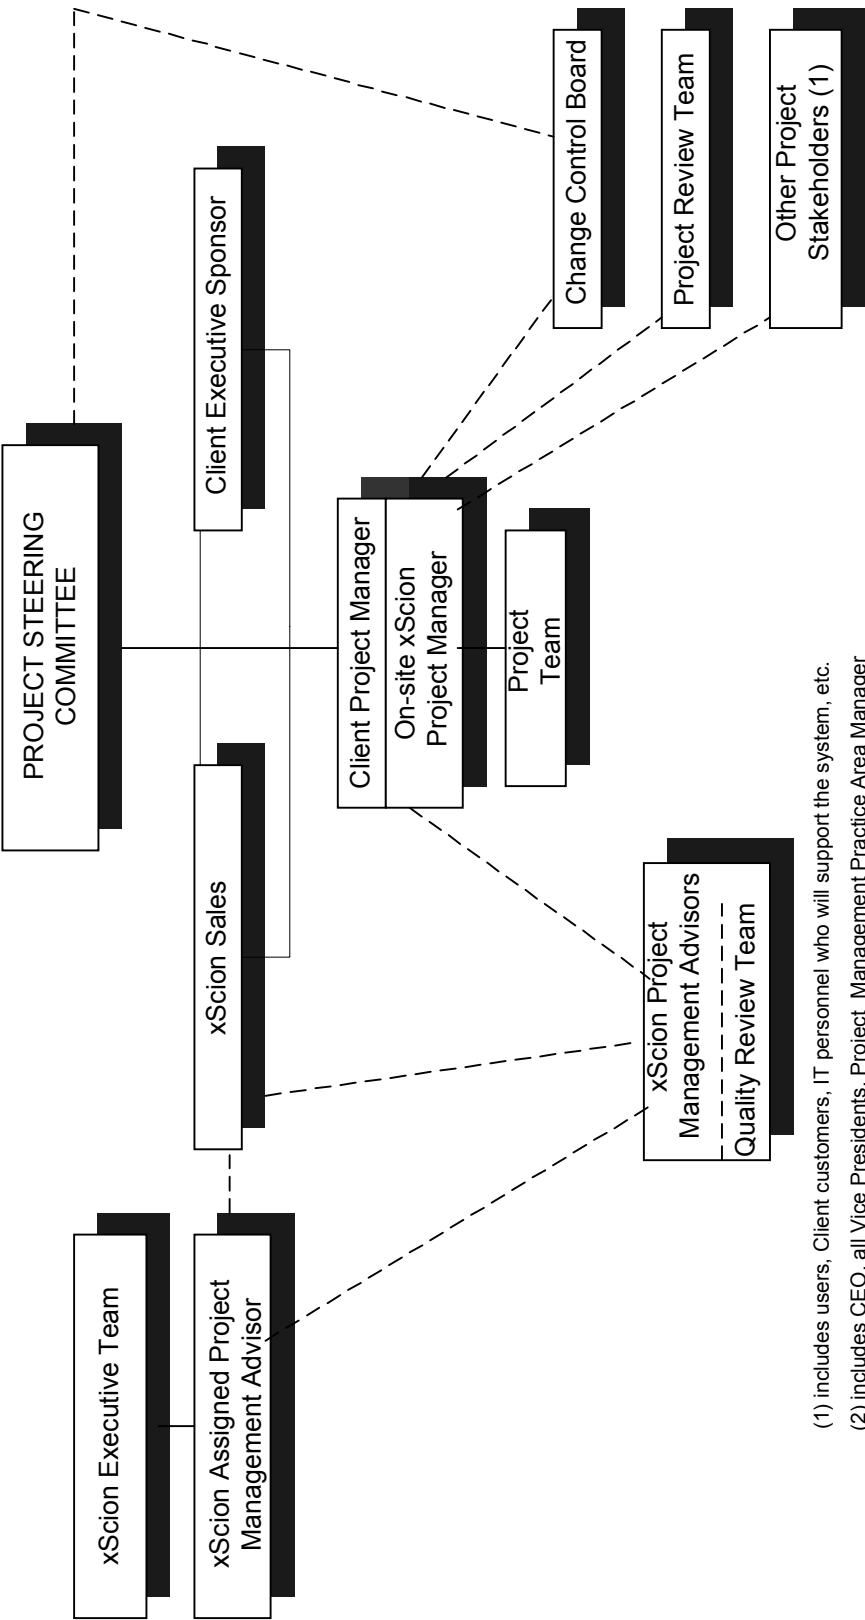 PROJECT STEERING
COMMITTEE
xScion Executive Team
xScion Assigned Project
Management Advisor
xScion Sales
Client Executive Sponsor
Client Project Manager
On-site xScion
Project Manager
Project
Team
Change Control Board
Project Review Team
Other Project
Stakeholders (1)
xScion Project
Management Advisors
Quality Review Team
(1) includes users, Client customers, IT personnel who will support the system, etc.
(2) includes CEO, all Vice Presidents, Project Management Practice Area Manager